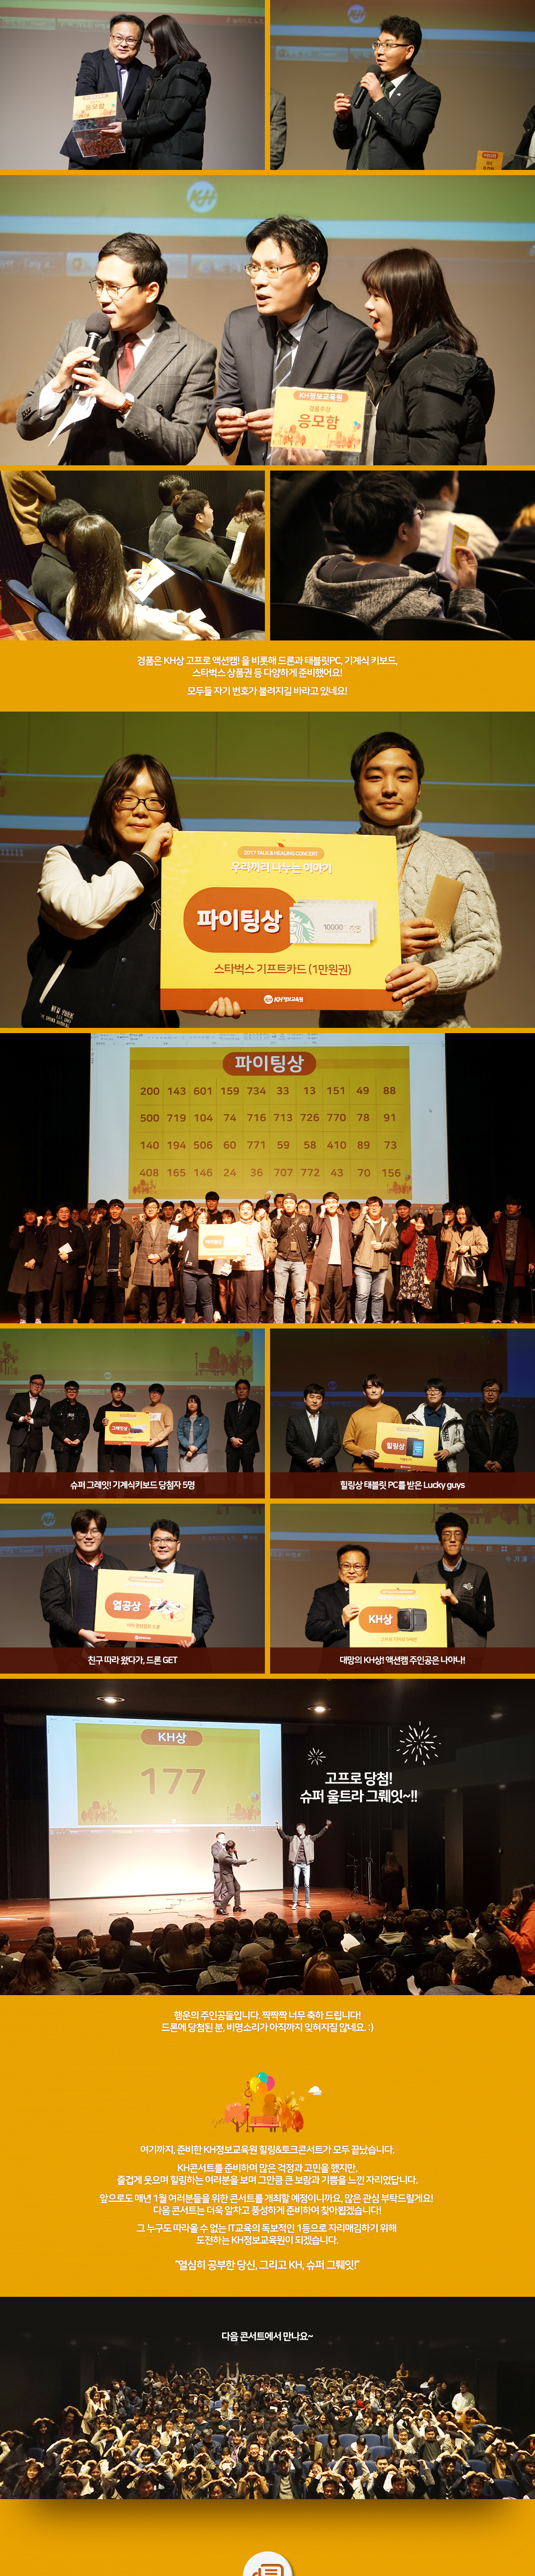 응모함
KH
KH
KH정보교육원
경품추첨
응모함
경품은 KH상 고프로 액션캠! 을 비롯해 드론과 태블릿PC, 기계식 키보드,
스타벅스 상품권 등 다양하게 준비했어요!
모두들 자기 번호가 불려지길 바라고 있네요!
2017 TALK & HEALING CONCERT
우리끼리 나누는 이야기
파이팅상
10000
스타벅스 기프트카드 (1만원권)
KH정보교육원
파이팅상
200 143 601 159 734 33 13 151 49 88
500 719 104 74 716 713 726 770 78 91
140 194 506 60 771 59 58 410 89 73
408 165 146 24 36 707 772 43 70 156
파이팅상
그레잇상
슈퍼 그레잇! 기계식키보드 당첨자 5명
힐링상
힐링상 태블릿 PC를 받은 Lucky guys
열공상
친구 따라 왔다가, 드론 GET
KH상
대망의 KH상! 액션캠 주인공은 나야나!
KH상
177
고프로 당첨!
슈퍼 울트라 그뤠잇~!!
행운의 주인공들입니다. 짝짝짝 너무 축하 드립니다!
드론에 당첨된 분, 비명소리가 아직까지 잊혀지질 않네요. :)
여기까지, 준비한 KH정보교육원 힐링&토크콘서트가 모두 끝났습니다.
KH콘서트를 준비하며 많은 걱정과 고민을 했지만,
즐겁게 웃으며 힐링하는 여러분을 보며 그만큼 큰 보람과 기쁨을 느낀 자리였답니다.
앞으로도 매년 1월 여러분들을 위한 콘서트를 개최할 예정이니까요, 많은 관심 부탁드릴게요!
다음 콘서트는 더욱 알차고 풍성하게 준비하여 찾아뵙겠습니다!
그 누구도 따라올 수 없는 IT교육의 독보적인 1등으로 자리매김하기 위해
도전하는 KH정보교육원이 되겠습니다.
"열심히 공부한 당신, 그리고 KH, 슈퍼 그뤠잇!"
다음 콘서트에서 만나요~